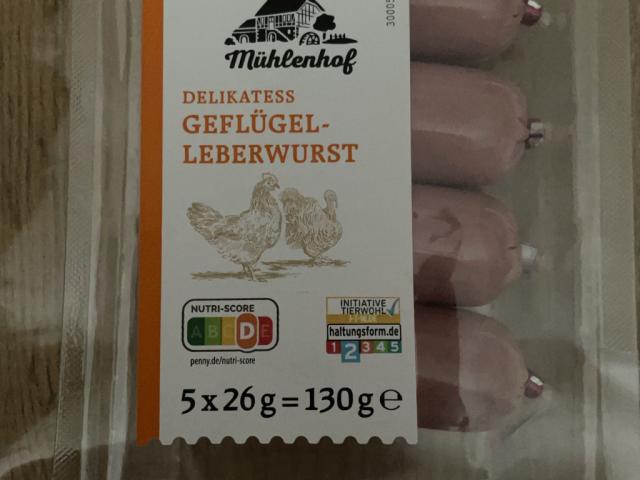 30005
Mühlenhof
DELIKATESS
GEFLÜGEL-
LEBERWURST
NUTRI-SCORE
A B C D E
penny.de/nutri-score
INITIATIVE
TIERWOHL
haltungsform.de
1 2 3 4 5
5 x 26 g = 130 g e